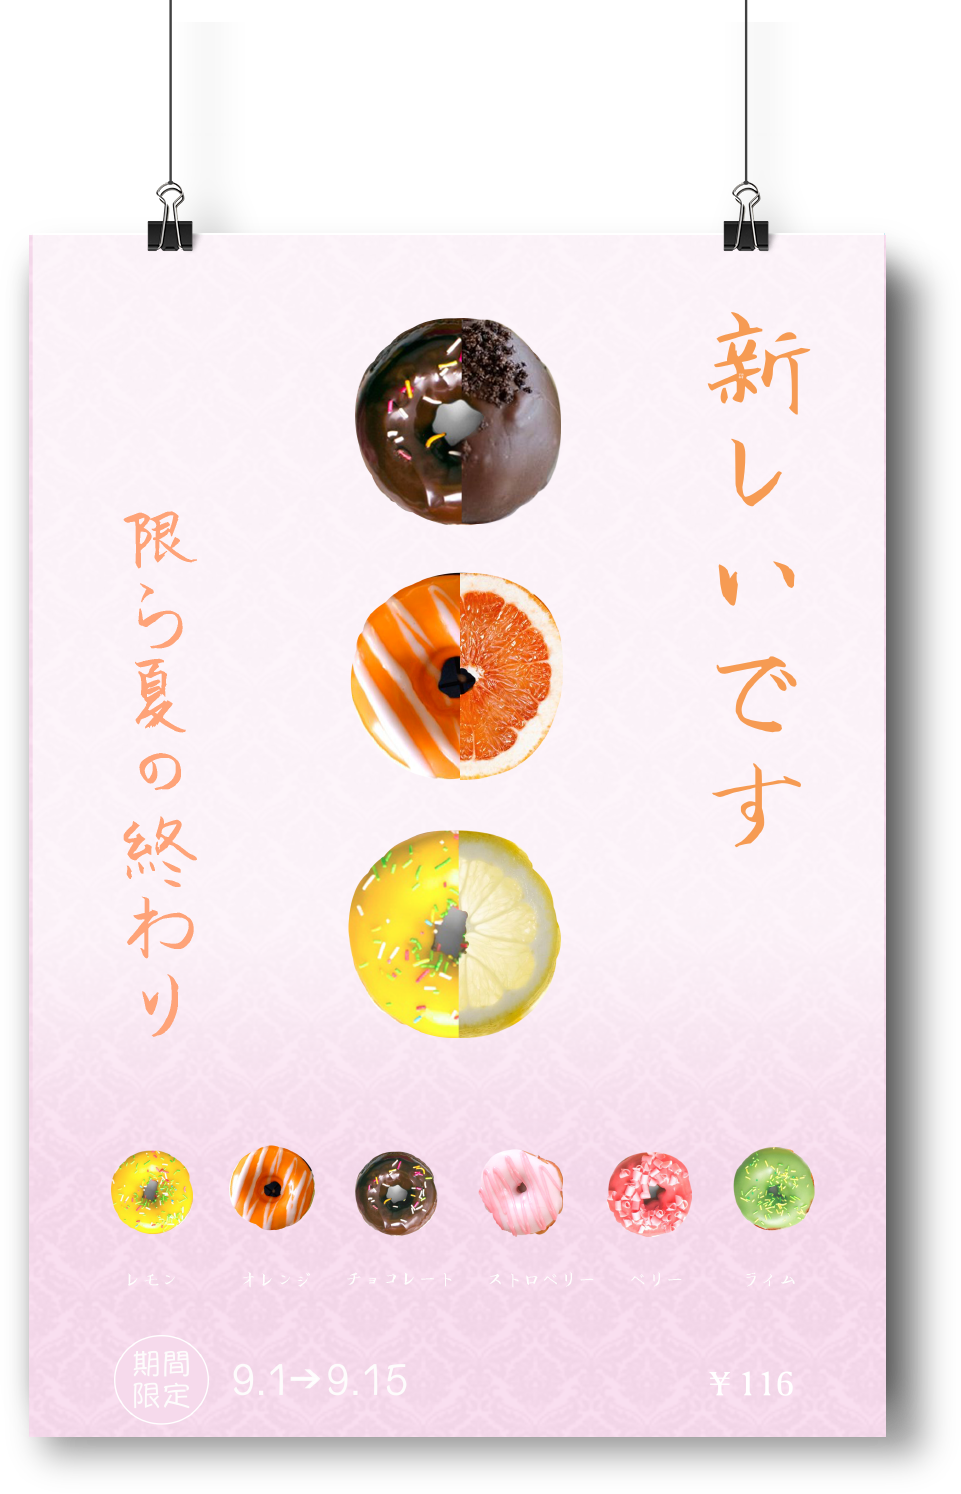 新しいです
限ら夏の終わり
レモン
オレンジ
チョコレート
ストロベリー
ベリー
ライム
期間
限定
9.1→9.15
¥116